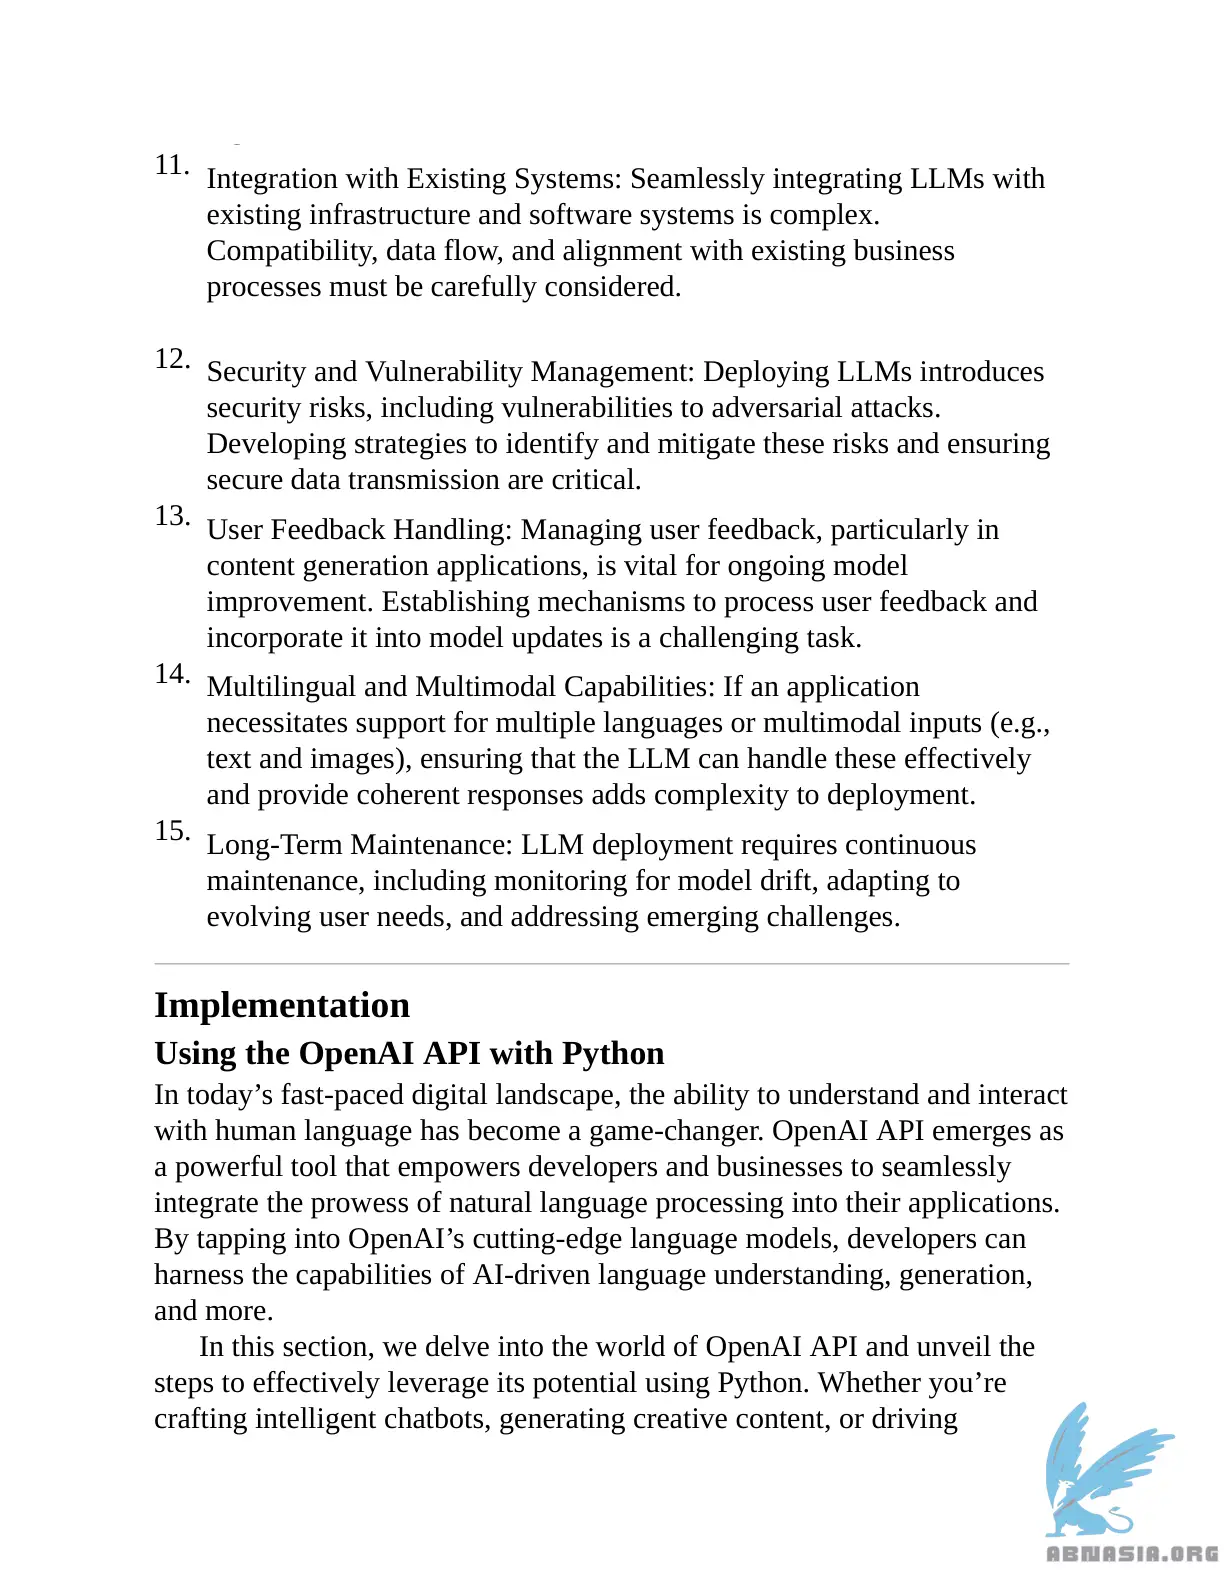 11. Integration with Existing Systems: Seamlessly integrating LLMs with
existing infrastructure and software systems is complex.
Compatibility, data flow, and alignment with existing business
processes must be carefully considered.
12. Security and Vulnerability Management: Deploying LLMs introduces
security risks, including vulnerabilities to adversarial attacks.
Developing strategies to identify and mitigate these risks and ensuring
secure data transmission are critical.
13. User Feedback Handling: Managing user feedback, particularly in
content generation applications, is vital for ongoing model
improvement. Establishing mechanisms to process user feedback and
incorporate it into model updates is a challenging task.
14. Multilingual and Multimodal Capabilities: If an application
necessitates support for multiple languages or multimodal inputs (e.g.,
text and images), ensuring that the LLM can handle these effectively
and provide coherent responses adds complexity to deployment.
15. Long-Term Maintenance: LLM deployment requires continuous
maintenance, including monitoring for model drift, adapting to
evolving user needs, and addressing emerging challenges.
Implementation
Using the OpenAI API with Python
In today’s fast-paced digital landscape, the ability to understand and interact
with human language has become a game-changer. OpenAI API emerges as
a powerful tool that empowers developers and businesses to seamlessly
integrate the prowess of natural language processing into their applications.
By tapping into OpenAI’s cutting-edge language models, developers can
harness the capabilities of AI-driven language understanding, generation,
and more.
In this section, we delve into the world of OpenAI API and unveil the
steps to effectively leverage its potential using Python. Whether you’re
crafting intelligent chatbots, generating creative content, or driving
ABNASIA.ORG